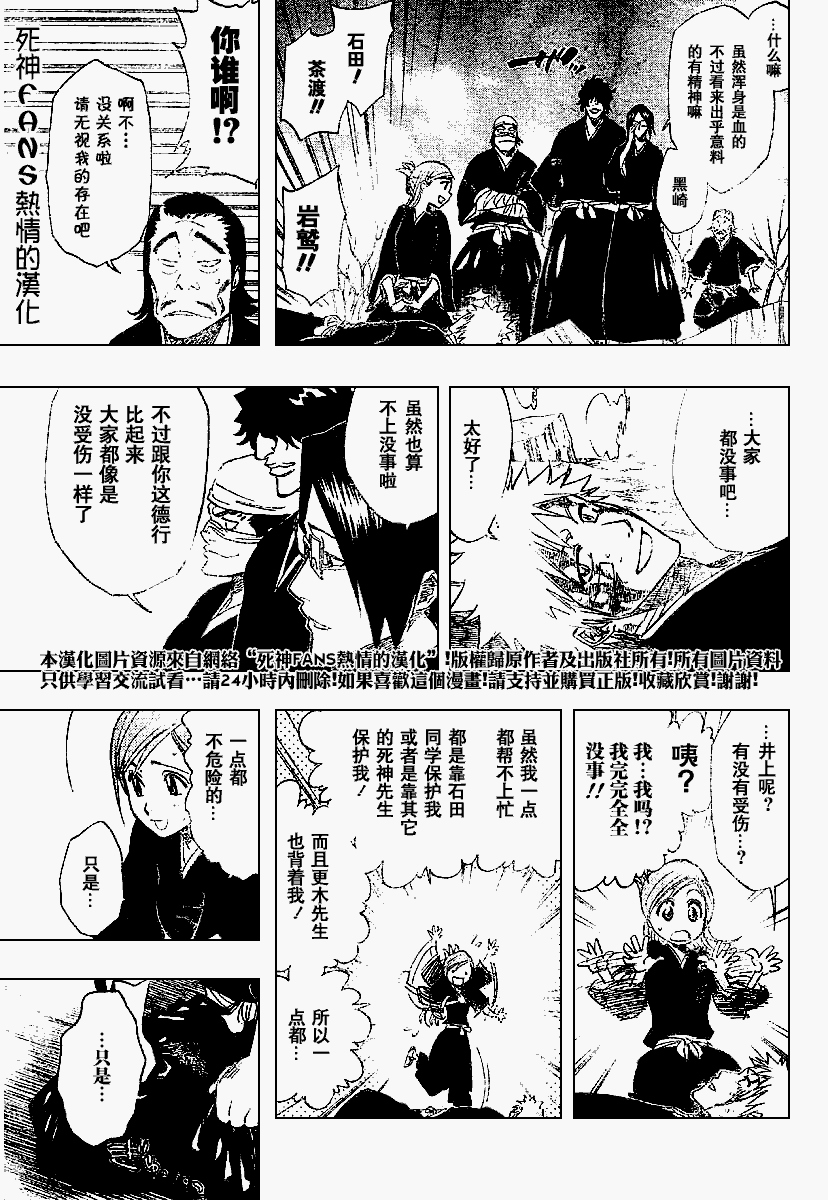 …什么嘛
虽然浑身是血的
不过看来出乎意料
的有精神嘛
黑崎
石田！
茶渡！！
岩鹫！！
你谁啊！？
啊不…
没关系啦
请无视我的存在吧
死神FANS熱情的漢化
…大家
都没事吧…
太好了…
虽然也算
不上没事啦
不过跟你这德行
比起来
大家都像是
没受伤一样了
本漢化圖片資源來自網絡“死神FANS熱情的漢化”!版權歸原作者及出版社所有!所有圖片資料
只供學習交流試看…請24小時內刪除!如果喜歡這個漫畫!請支持並購買正版!收藏欣賞!謝謝!
…井上呢？
有没有受伤…？
咦？
我…我吗！？
我完完全全
没事！！
虽然我一点
都帮不上忙
都是靠石田
同学保护我
或者是靠其它
的死神先生
保护我！
而且更木先生
也背着我！
所以一
点都…
一点都
不危险的…
只是…
…只是…